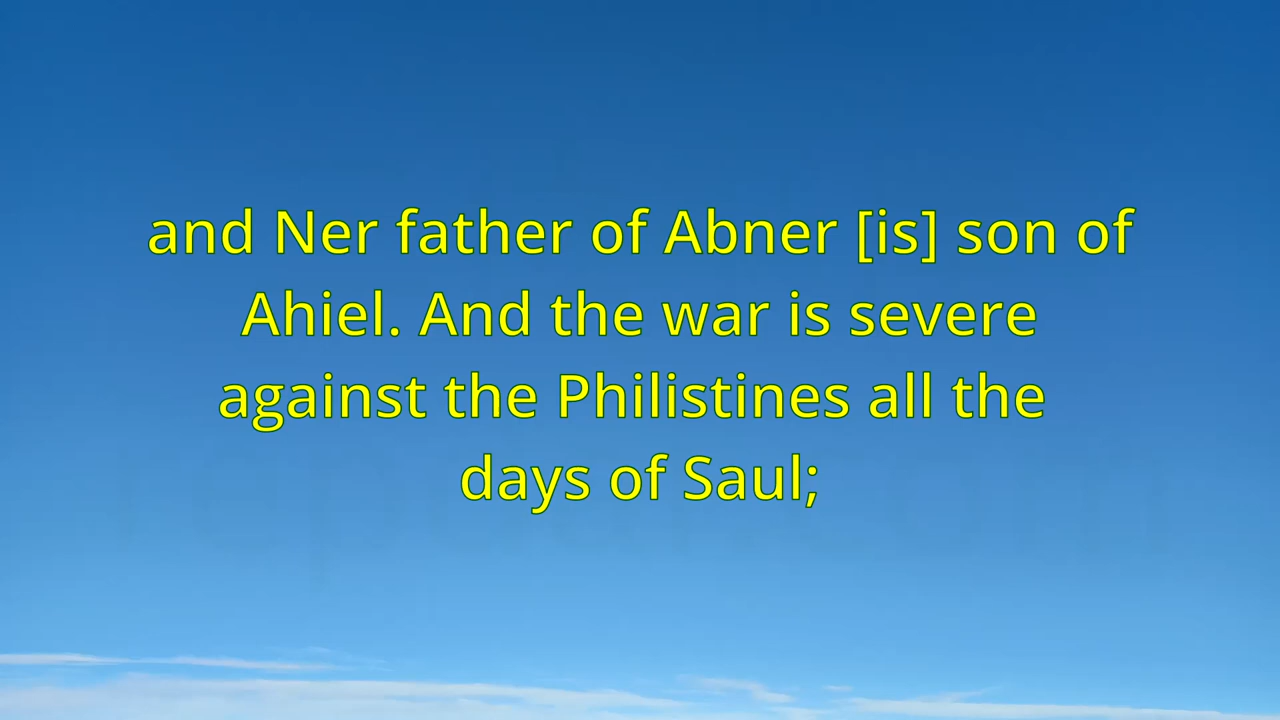 and Ner father of Abner [is] son of
Ahiel. And the war is severe
against the Philistines all the
days of Saul;